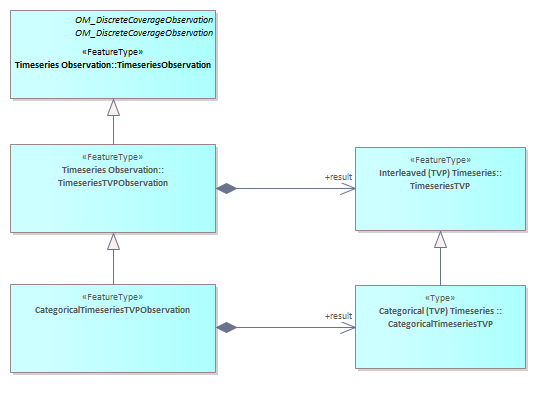 OM_DiscreteCoverageObservation
OM_DiscreteCoverageObservation
«FeatureType»
Timeseries Observation::TimeseriesObservation
«FeatureType»
Timeseries Observation::
TimeseriesTVPObservation
+result
«FeatureType»
Interleaved (TVP) Timeseries::
TimeseriesTVP
«FeatureType»
CategoricalTimeseriesTVPObservation
+result
«Type»
Categorical (TVP) Timeseries ::
CategoricalTimeseriesTVP